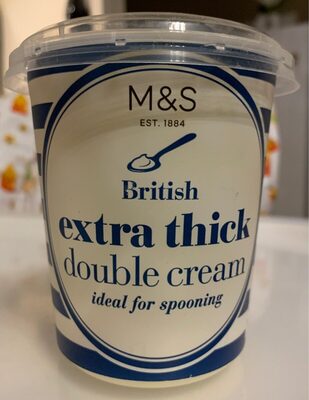 M&S
EST. 1884
British
extra thick
double cream
ideal for spooning